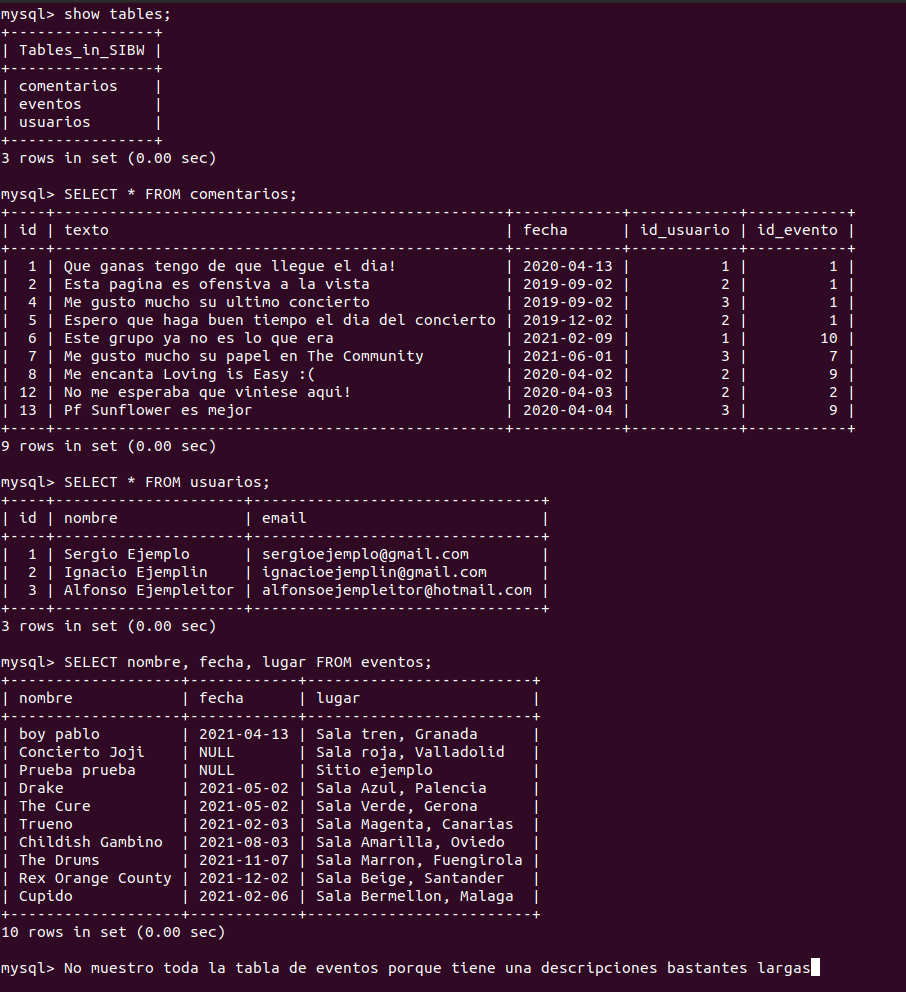 mysql> show tables;
+----------------+
| Tables_in_SIBW |
+----------------+
| comentarios    |
| eventos        |
| usuarios       |
+----------------+
3 rows in set (0.00 sec)

mysql> SELECT * FROM comentarios;
+----+--------------------------------------------------+------------+------------+-----------+
| id | texto                                            | fecha      | id_usuario | id_evento |
+----+--------------------------------------------------+------------+------------+-----------+
|  1 | Que ganas tengo de que llegue el dia!            | 2020-04-13 |          1 |         1 |
|  2 | Esta pagina es ofensiva a la vista               | 2019-09-02 |          2 |         1 |
|  4 | Me gusto mucho su ultimo concierto               | 2019-09-02 |          3 |         1 |
|  5 | Espero que haga buen tiempo el dia del concierto | 2019-12-02 |          2 |         1 |
|  6 | Este grupo ya no es lo que era                   | 2021-02-09 |          1 |        10 |
|  7 | Me gusto mucho su papel en The Community         | 2021-06-01 |          3 |         7 |
|  8 | Me encanta Loving is Easy :(                     | 2020-04-02 |          2 |         9 |
| 12 | No me esperaba que viniese aqui!                 | 2020-04-03 |          2 |         2 |
| 13 | Pf Sunflower es mejor                            | 2020-04-04 |          3 |         9 |
+----+--------------------------------------------------+------------+------------+-----------+
9 rows in set (0.00 sec)

mysql> SELECT * FROM usuarios;
+----+---------------------+-------------------------------+
| id | nombre              | email                         |
+----+---------------------+-------------------------------+
|  1 | Sergio Ejemplo      | sergioejemplo@gmail.com       |
|  2 | Ignacio Ejemplin    | ignacioejemplin@gmail.com     |
|  3 | Alfonso Ejempleitor | alfonsoejempleitor@hotmail.com |
+----+---------------------+-------------------------------+
3 rows in set (0.00 sec)

mysql> SELECT nombre, fecha, lugar FROM eventos;
+-------------------+------------+-------------------------+
| nombre            | fecha      | lugar                   |
+-------------------+------------+-------------------------+
| boy pablo         | 2021-04-13 | Sala tren, Granada      |
| Concierto Joji    | NULL       | Sala roja, Valladolid   |
| Prueba prueba     | NULL       | Sitio ejemplo           |
| Drake             | 2021-05-02 | Sala Azul, Palencia     |
| The Cure          | 2021-05-02 | Sala Verde, Gerona      |
| Trueno            | 2021-02-03 | Sala Magenta, Canarias  |
| Childish Gambino  | 2021-08-03 | Sala Amarilla, Oviedo   |
| The Drums         | 2021-11-07 | Sala Marron, Fuengirola |
| Rex Orange County | 2021-12-02 | Sala Beige, Santander   |
| Cupido            | 2021-02-06 | Sala Bermellon, Malaga  |
+-------------------+------------+-------------------------+
10 rows in set (0.00 sec)

mysql> No muestro toda la tabla de eventos porque tiene una descripciones bastantes largas